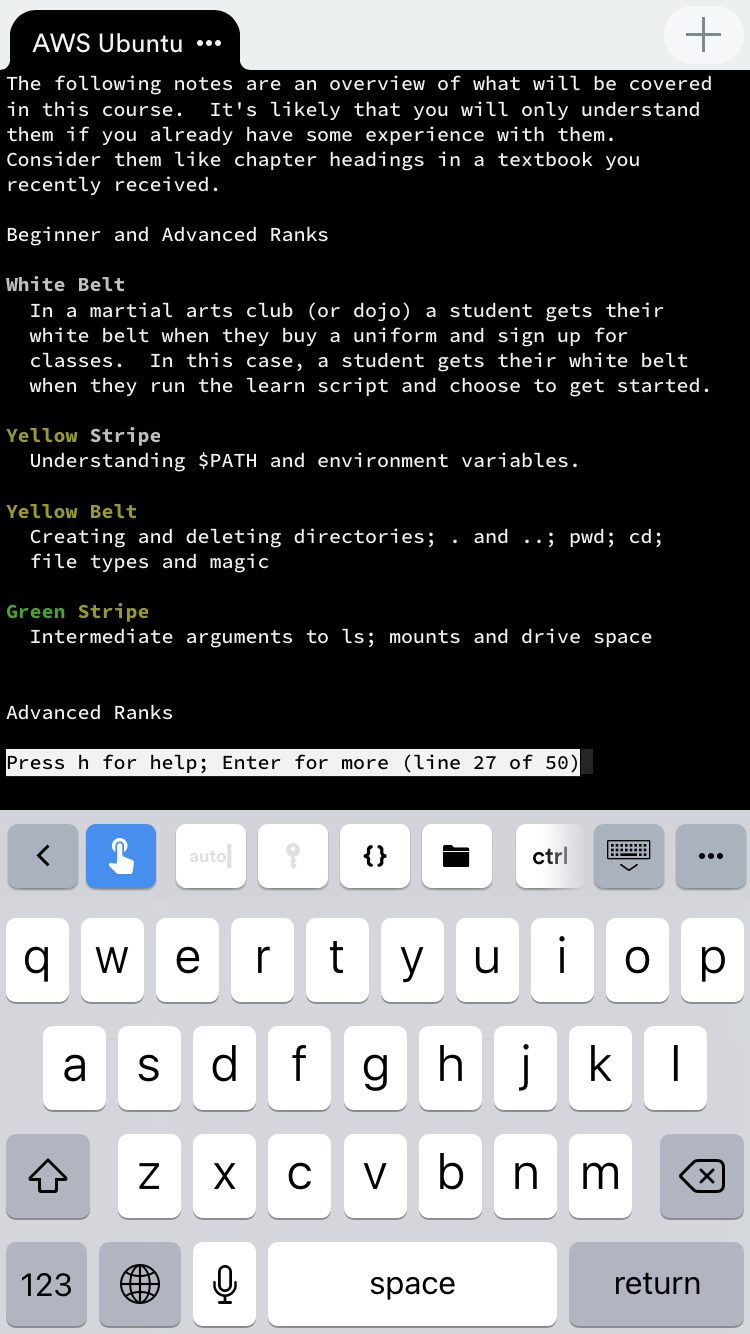 AWS Ubuntu •••
The following notes are an overview of what will be covered
in this course.  It's likely that you will only understand
them if you already have some experience with them.
Consider them like chapter headings in a textbook you
recently received.
Beginner and Advanced Ranks
White Belt
In a martial arts club (or dojo) a student gets their
white belt when they buy a uniform and sign up for
classes.  In this case, a student gets their white belt
when they run the learn script and choose to get started.
Yellow Stripe
Understanding $PATH and environment variables.
Yellow Belt
Creating and deleting directories; . and ..; pwd; cd;
file types and magic
Green Stripe
Intermediate arguments to ls; mounts and drive space
Advanced Ranks
Press h for help; Enter for more (line 27 of 50)
auto {} ctrl •••
q w e r t y u i o p
a s d f g h j k l
z x c v b n m
123 space return